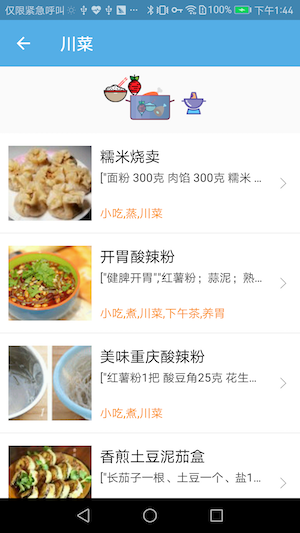 仅限紧急呼叫 ... 100% 下午1:44
川菜
糯米烧卖
["面粉 300克 肉馅 300克 糯米 ...
小吃,蒸,川菜
开胃酸辣粉
["健脾开胃","红薯粉；蒜泥；熟...
小吃,煮,川菜,下午茶,养胃
美味重庆酸辣粉
["红薯粉1把 酸豆角25克 花生...
小吃,煮,川菜
香煎土豆泥茄盒
["长茄子一根、土豆一个、盐1...